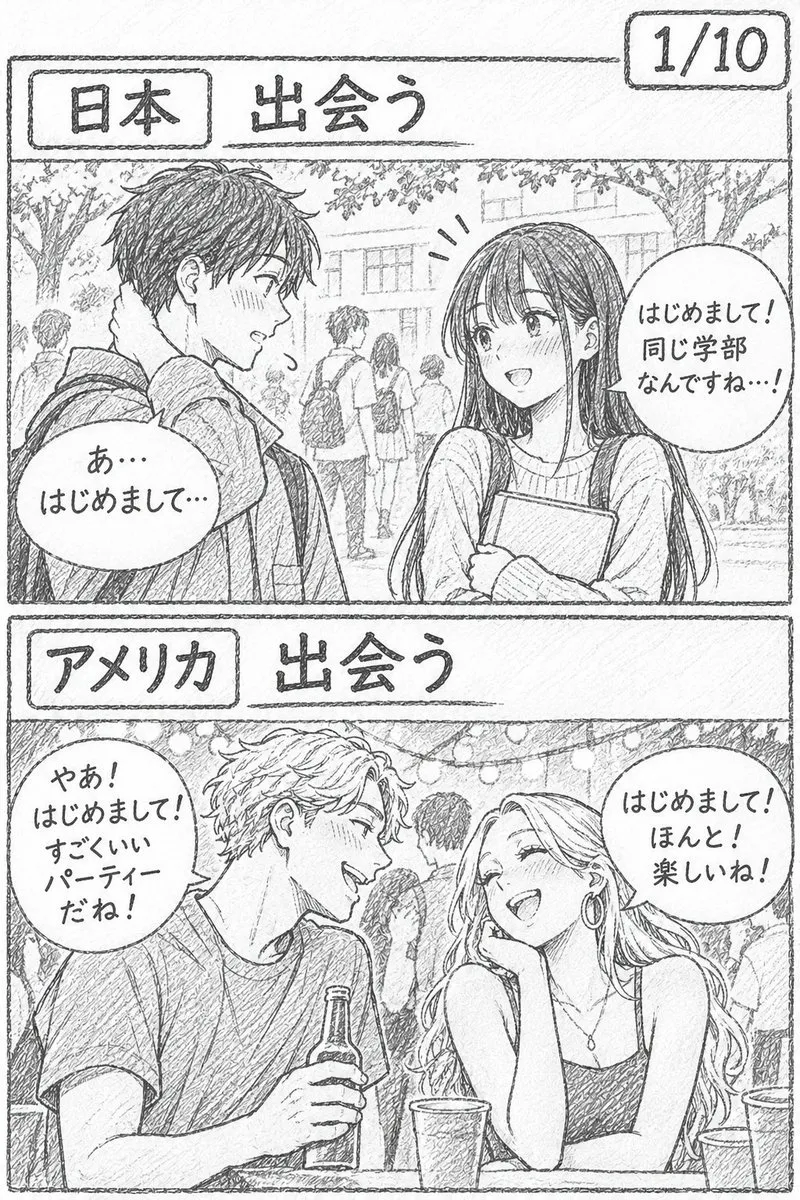 1/10
日本 出会う
はじめまして!
同じ学部
なんですね…!
あ…
はじめまして…
アメリカ 出会う
やあ!
はじめまして!
すごくいい
パーティー
だね!
はじめまして!
ほんと!
楽しいね!